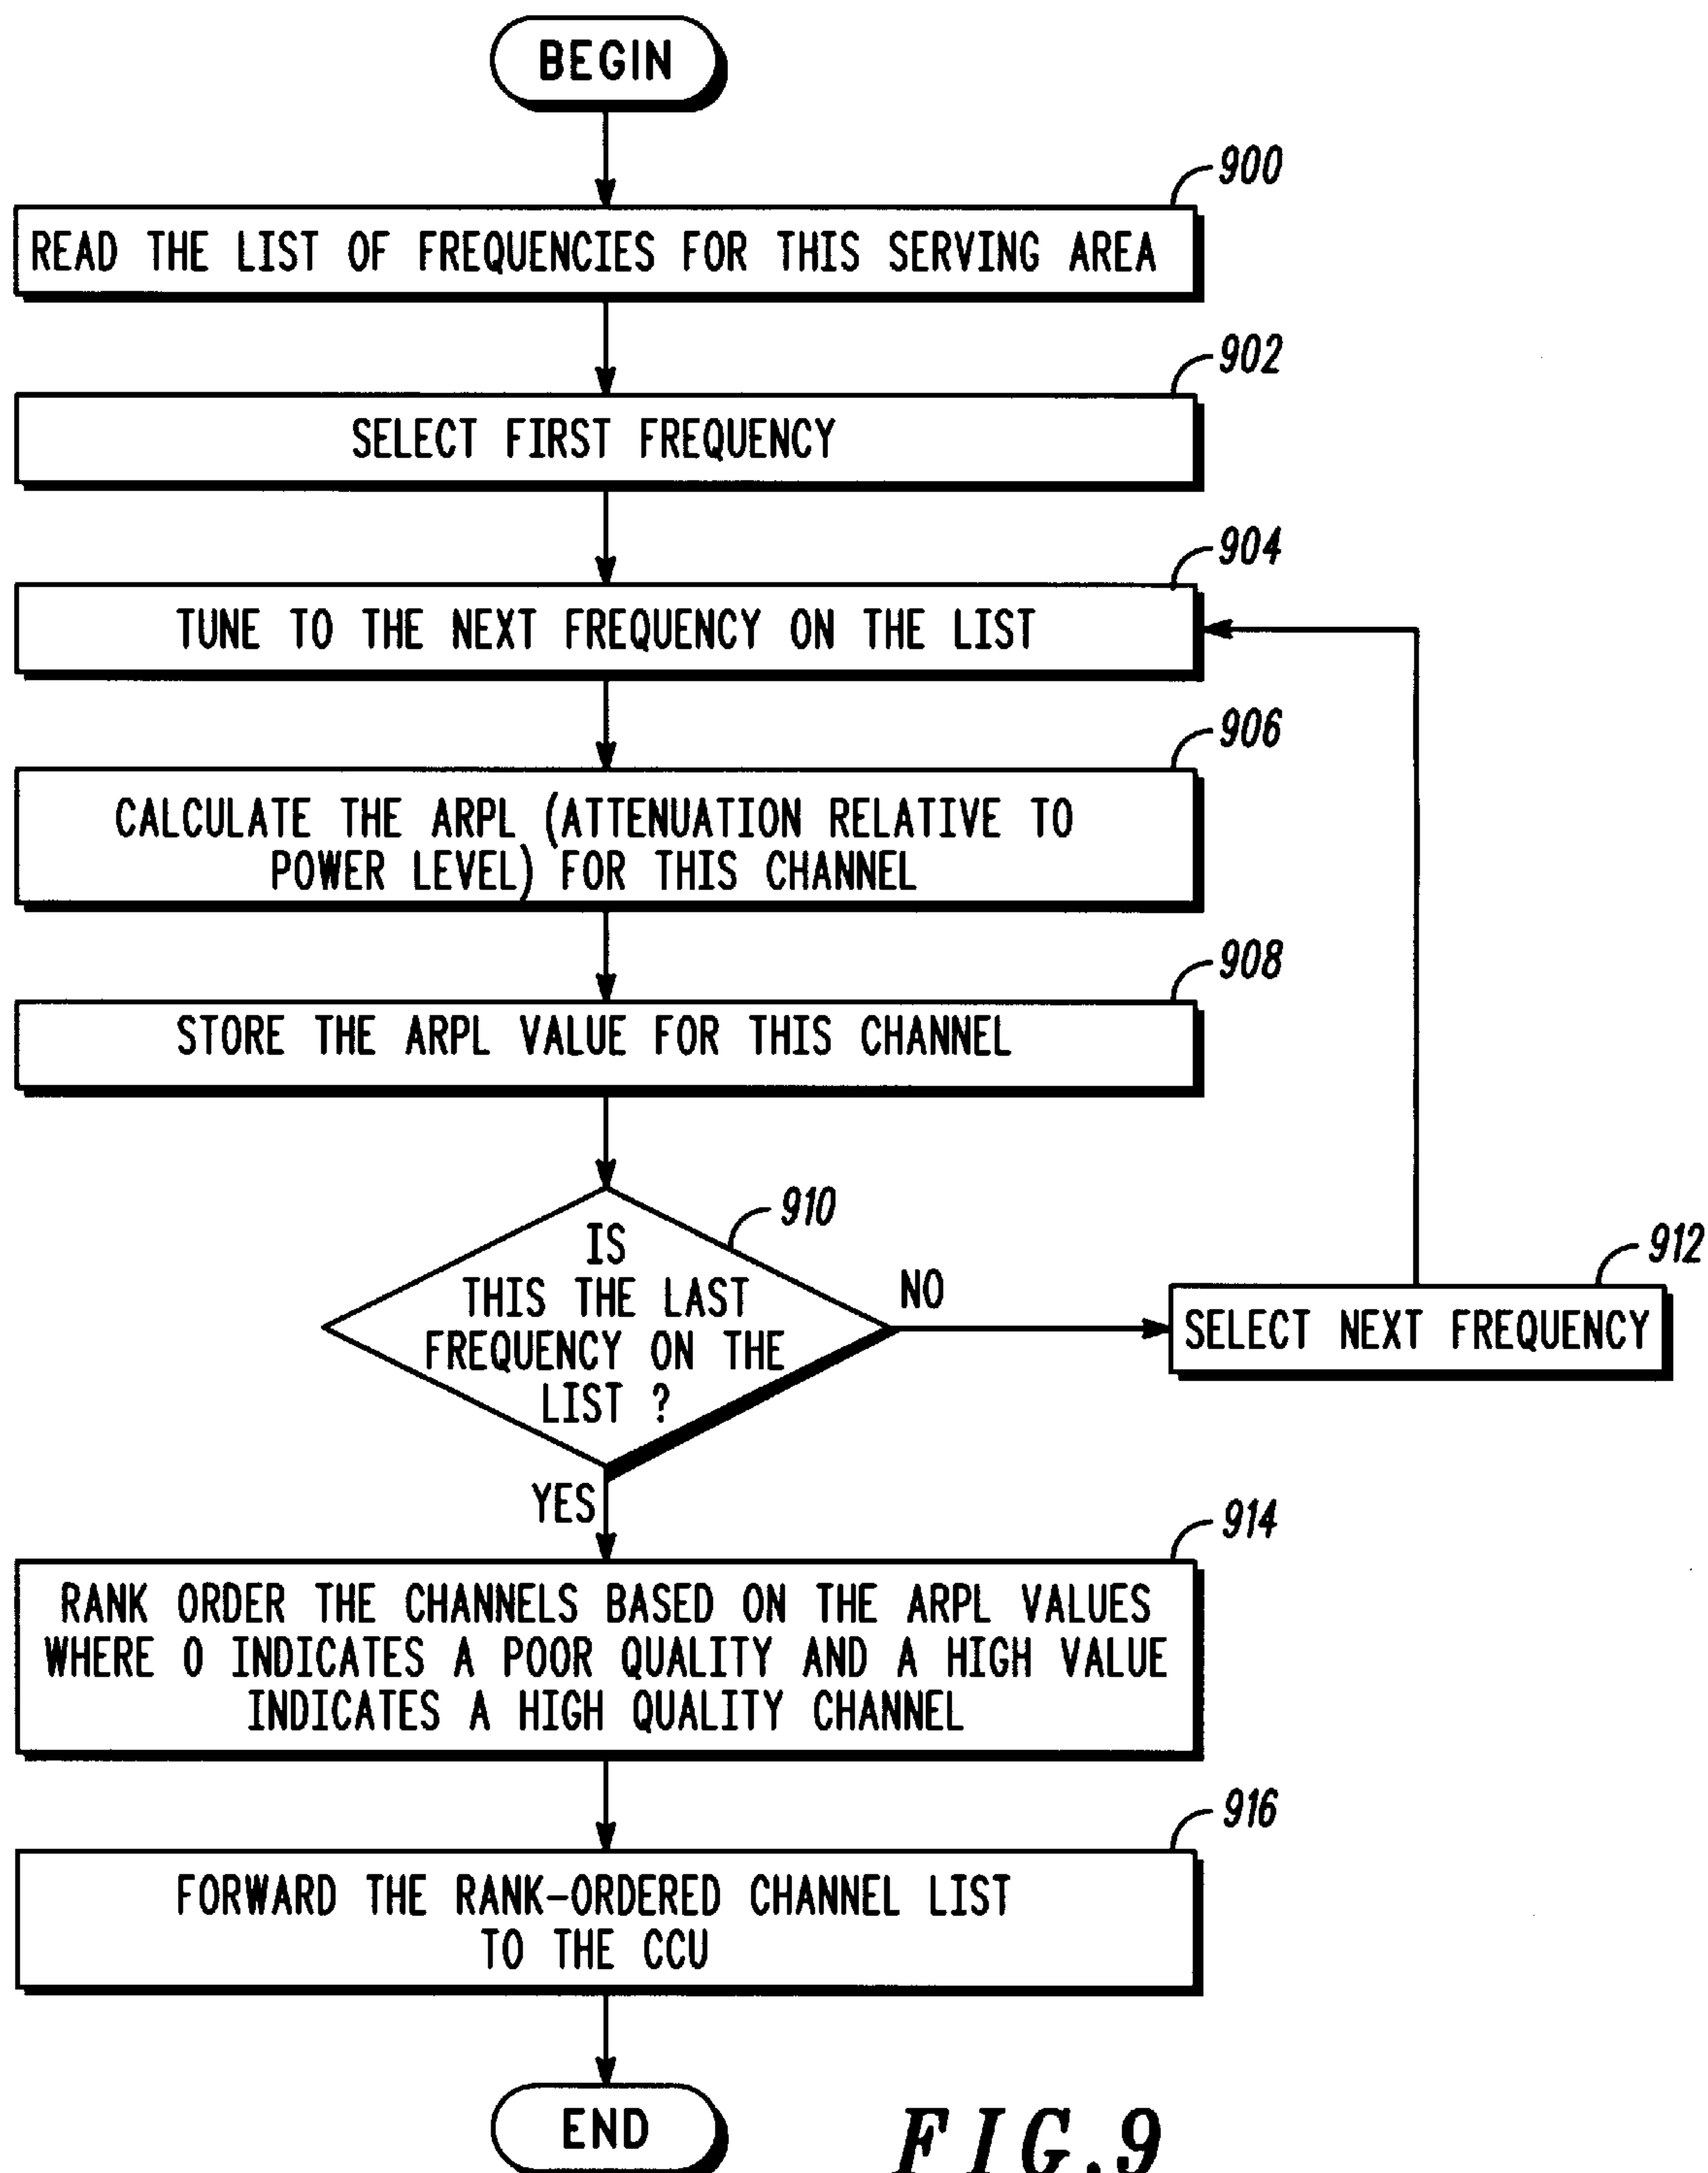 BEGIN
900
READ THE LIST OF FREQUENCIES FOR THIS SERVING AREA
902
SELECT FIRST FREQUENCY
904
TUNE TO THE NEXT FREQUENCY ON THE LIST
906
CALCULATE THE ARPL (ATTENUATION RELATIVE TO
POWER LEVEL) FOR THIS CHANNEL
908
STORE THE ARPL VALUE FOR THIS CHANNEL
910
IS
THIS THE LAST
FREQUENCY ON THE
LIST ?
NO
912
SELECT NEXT FREQUENCY
YES
914
RANK ORDER THE CHANNELS BASED ON THE ARPL VALUES
WHERE 0 INDICATES A POOR QUALITY AND A HIGH VALUE
INDICATES A HIGH QUALITY CHANNEL
916
FORWARD THE RANK-ORDERED CHANNEL LIST
TO THE CCU
END
FIG.9